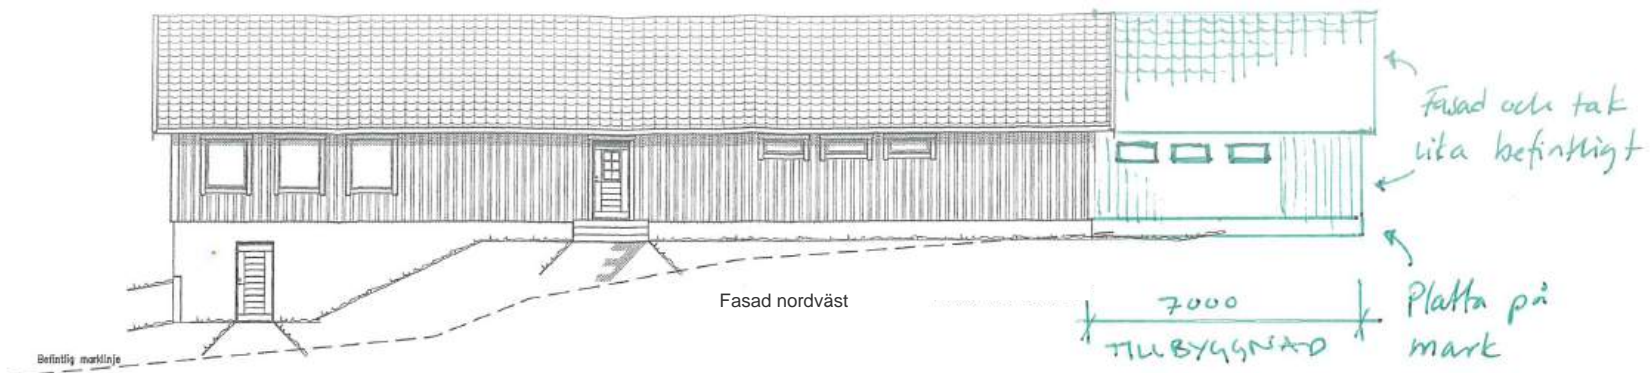 Fasad och tak
lika befintligt
Fasad nordväst
7000
TILLBYGGNAD
Platta på
mark
Befintlig marklinje